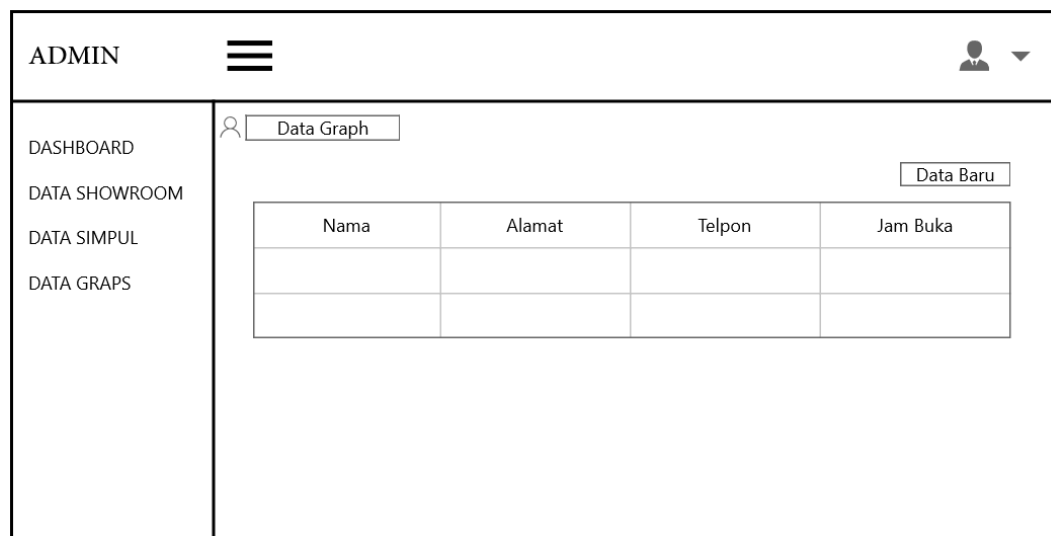 ADMIN
DASHBOARD
DATA SHOWROOM
DATA SIMPUL
DATA GRAPS
Data Graph
Data Baru
Nama Alamat Telpon Jam Buka